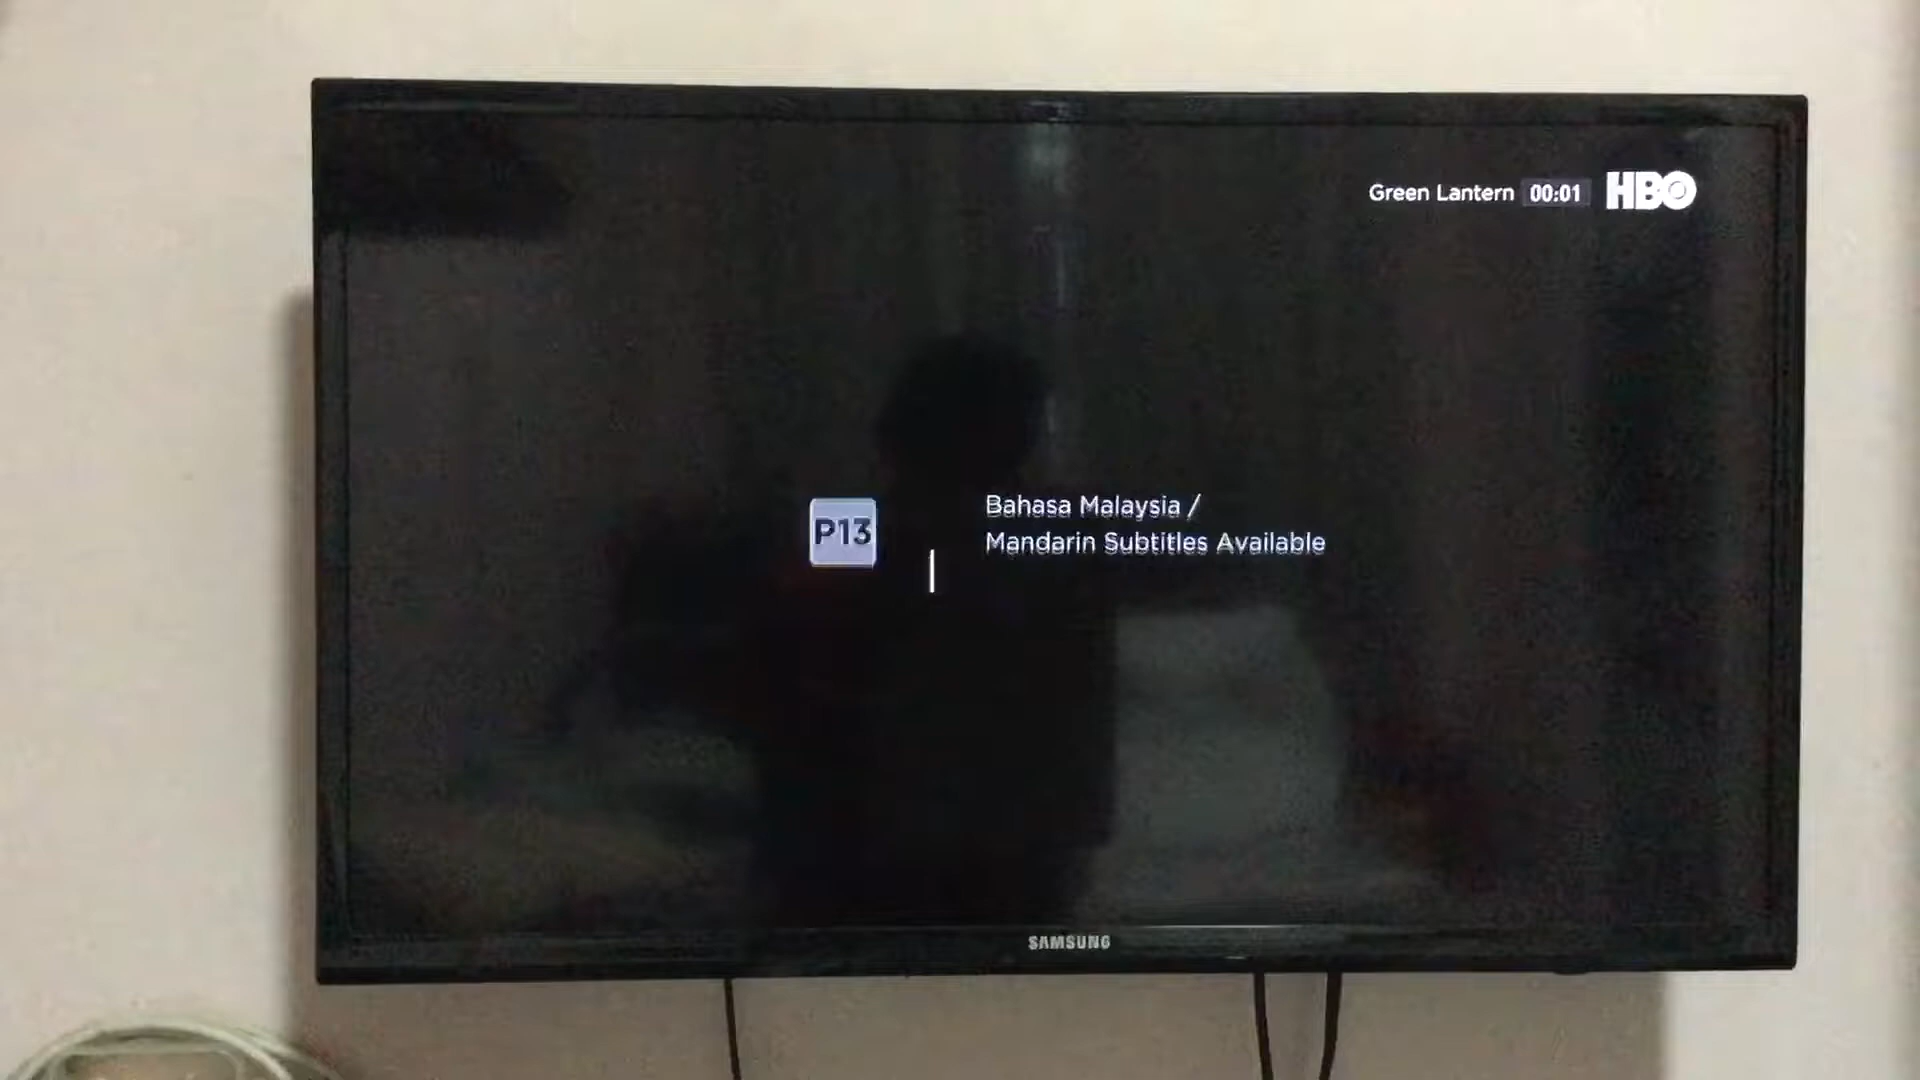 Green Lantern 00:01 HBO
P13
Bahasa Malaysia /
Mandarin Subtitles Available
SAMSUNG